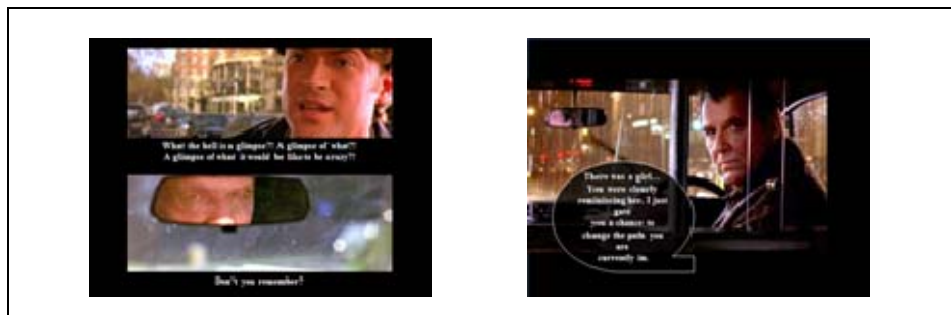 What the hell is a glimpse?! A glimpse of what?!
A glimpse of what it would be like to be crazy?!
Don't you remember?
There was a girl...
You were clearly
reminiscing her. I just
gave
you a chance to
change the path you
are
currently in.